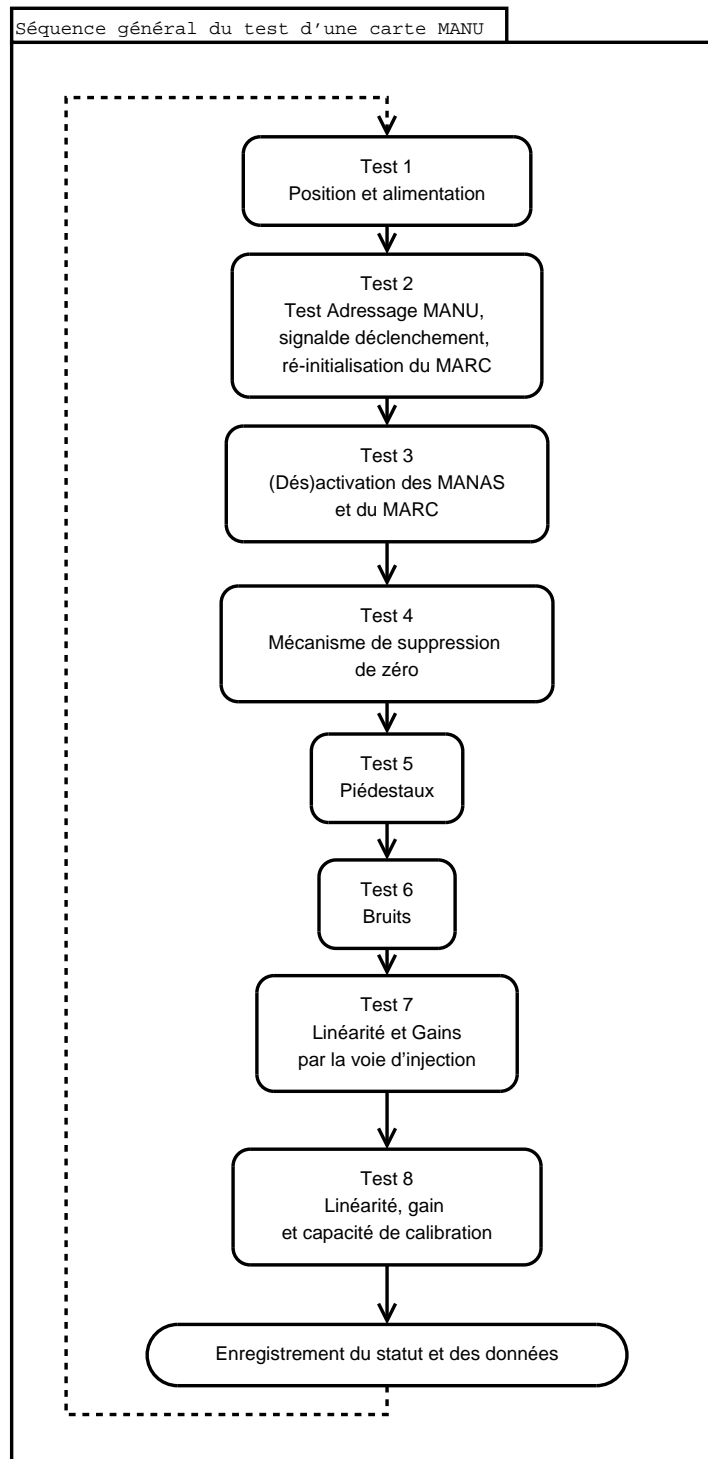 Séquence général du test d'une carte MANU
Test 1
Position et alimentation
Test 2
Test Adressage MANU,
signalde déclenchement,
ré-initialisation du MARC
Test 3
(Dés)activation des MANAS
et du MARC
Test 4
Mécanisme de suppression
de zéro
Test 5
Piédestaux
Test 6
Bruits
Test 7
Linéarité et Gains
par la voie d'injection
Test 8
Linéarité, gain
et capacité de calibration
Enregistrement du statut et des données